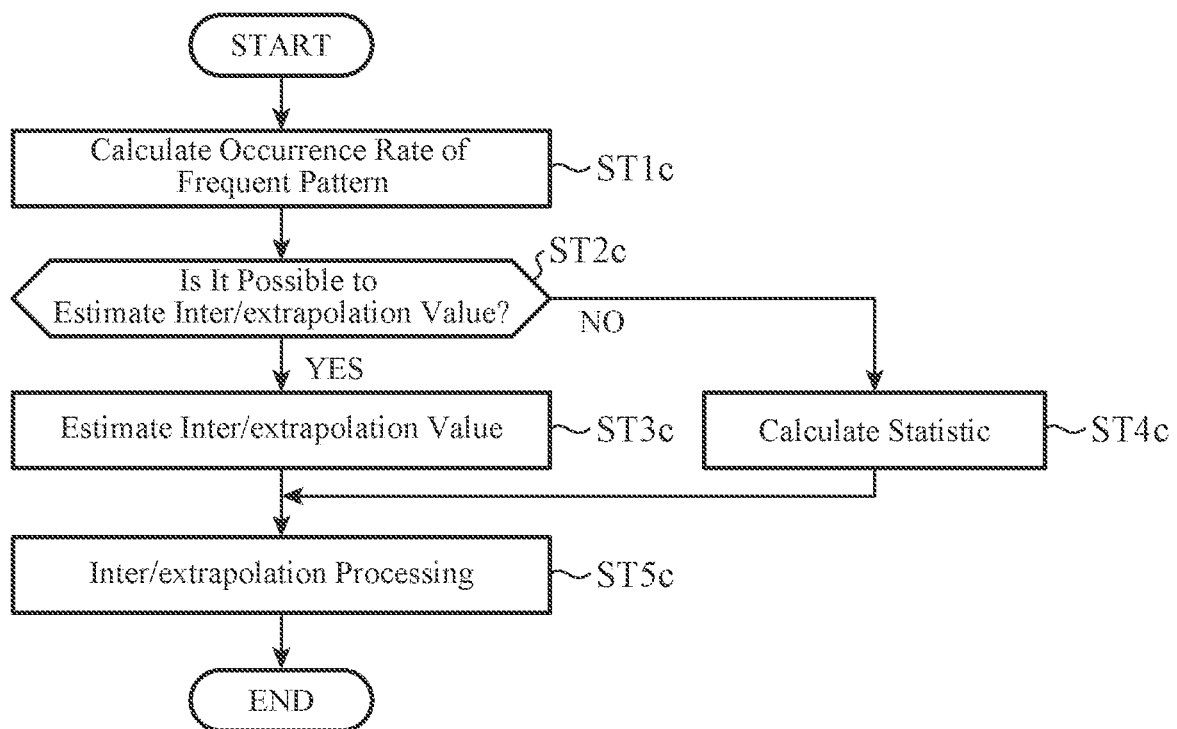 START
Calculate Occurrence Rate of
Frequent Pattern
ST1c
ST2c
Is It Possible to
Estimate Inter/extrapolation Value?
NO
YES
Estimate Inter/extrapolation Value
ST3c
Calculate Statistic
ST4c
Inter/extrapolation Processing
ST5c
END